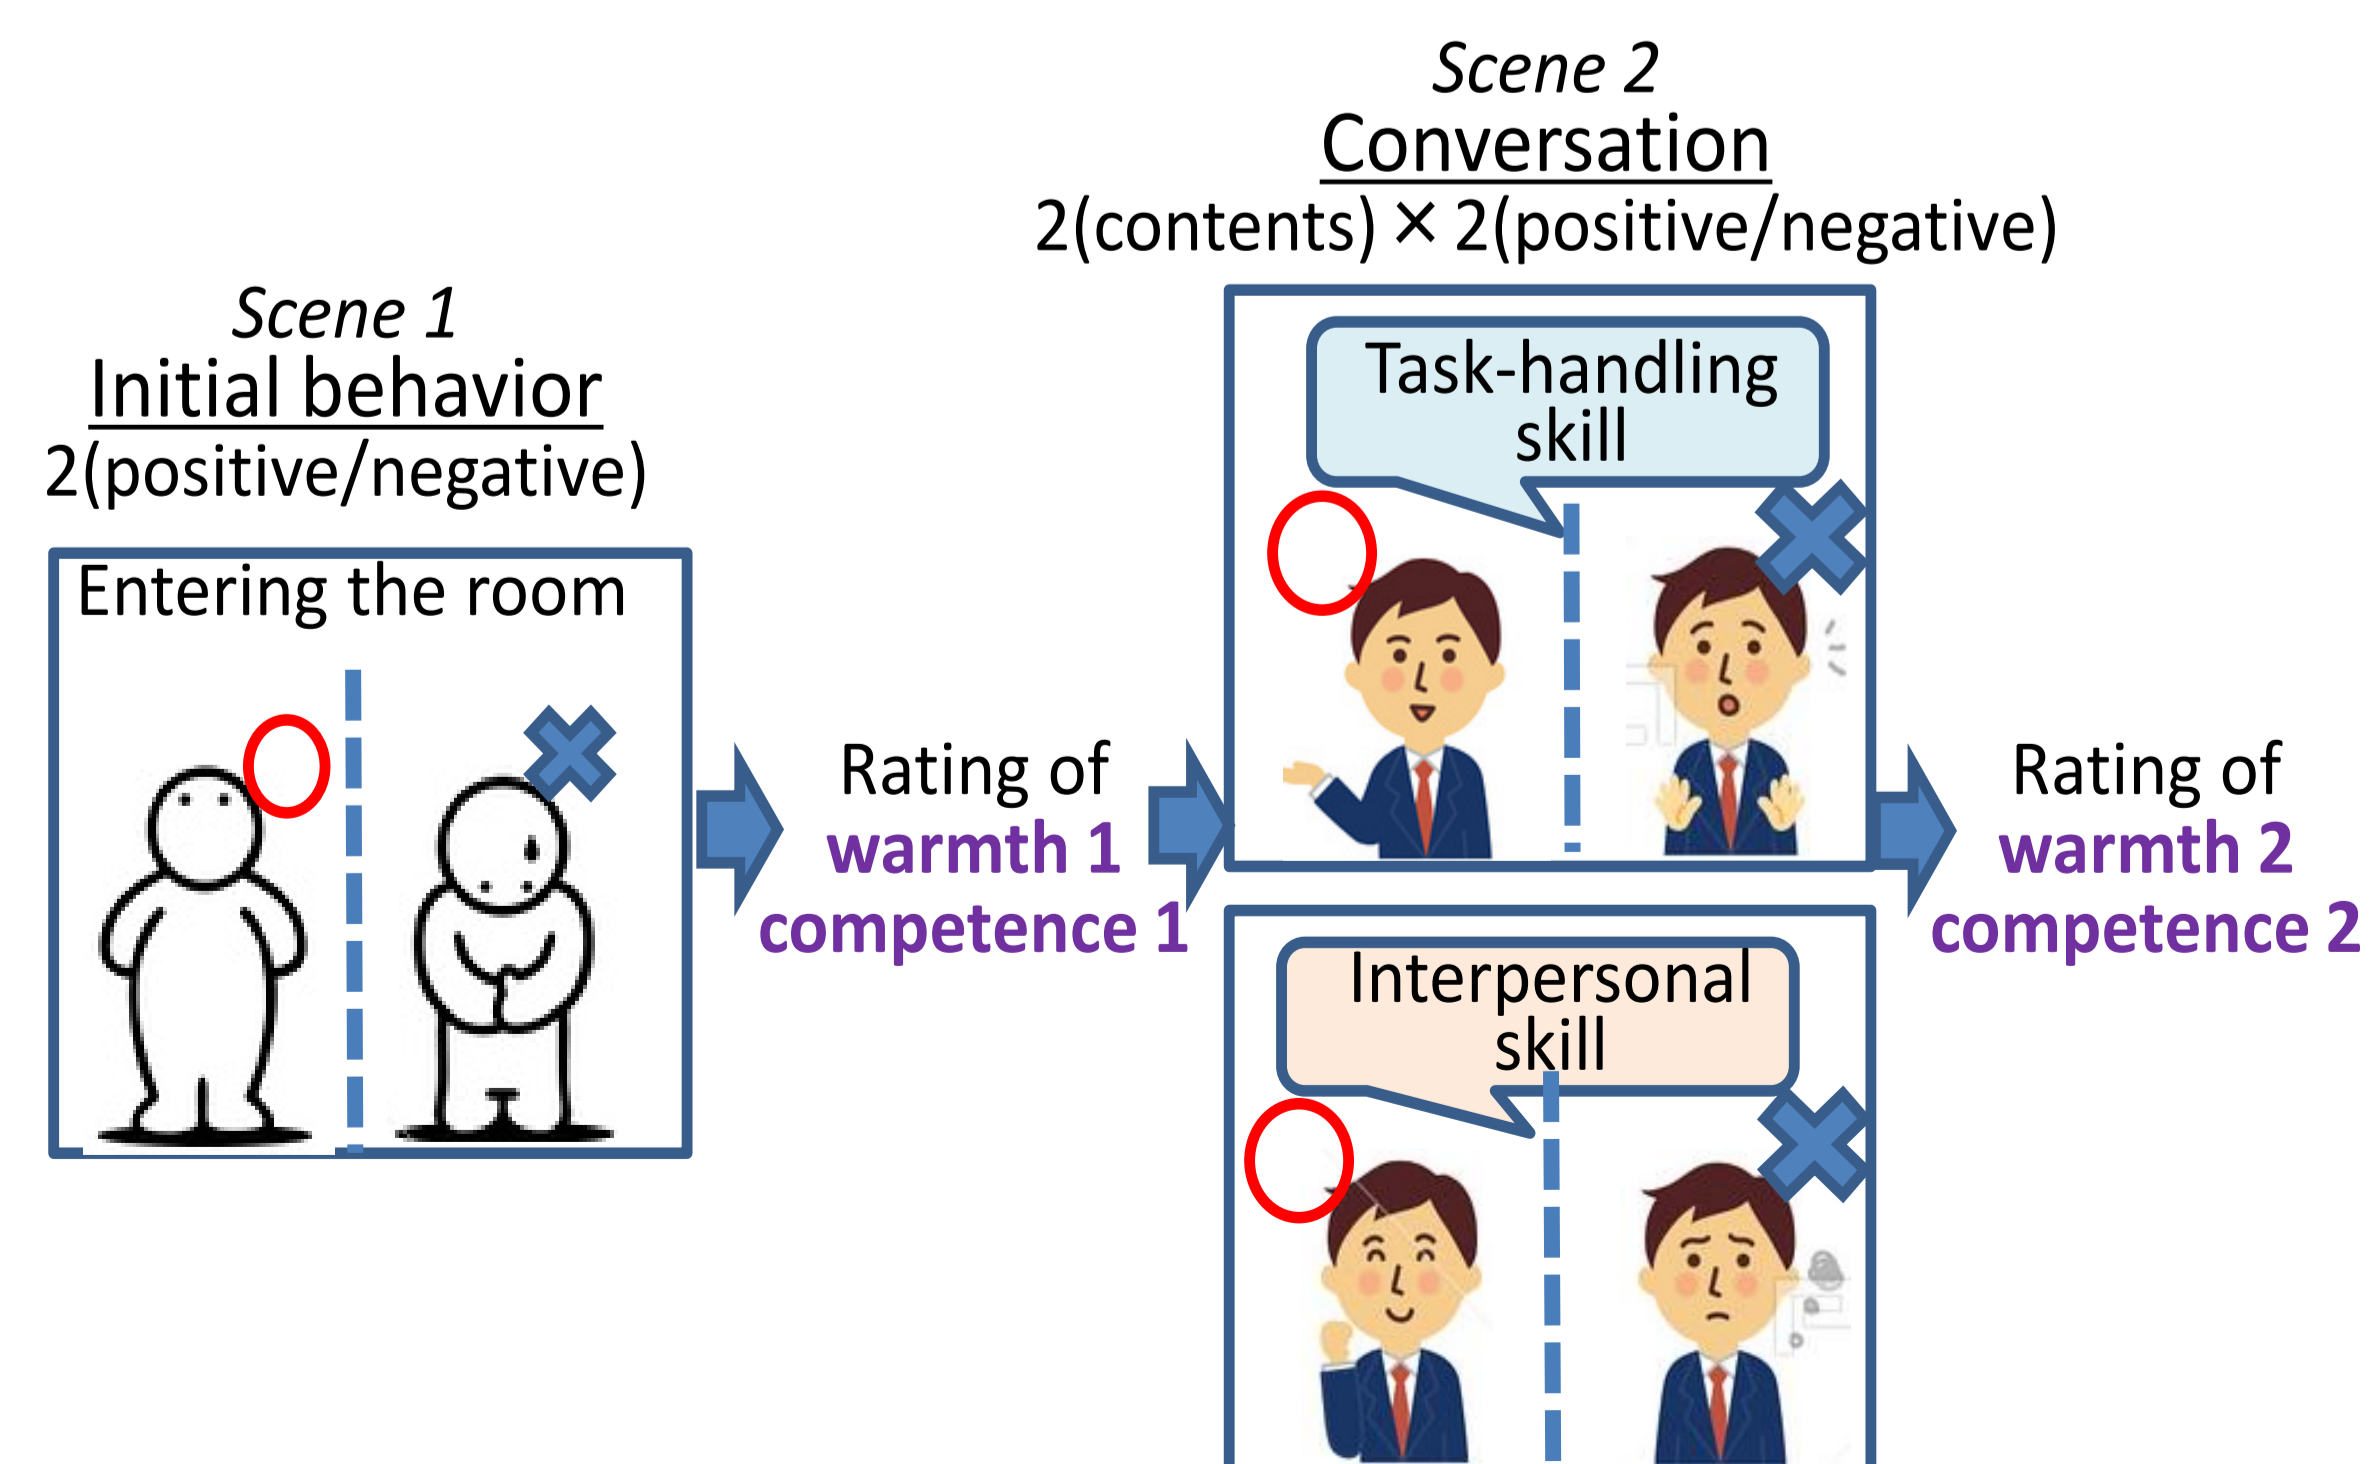 Scene 1
Initial behavior
2(positive/negative)
Entering the room
Rating of
warmth 1
competence 1
Scene 2
Conversation
2(contents) × 2(positive/negative)
Task-handling
skill
Interpersonal
skill
Rating of
warmth 2
competence 2